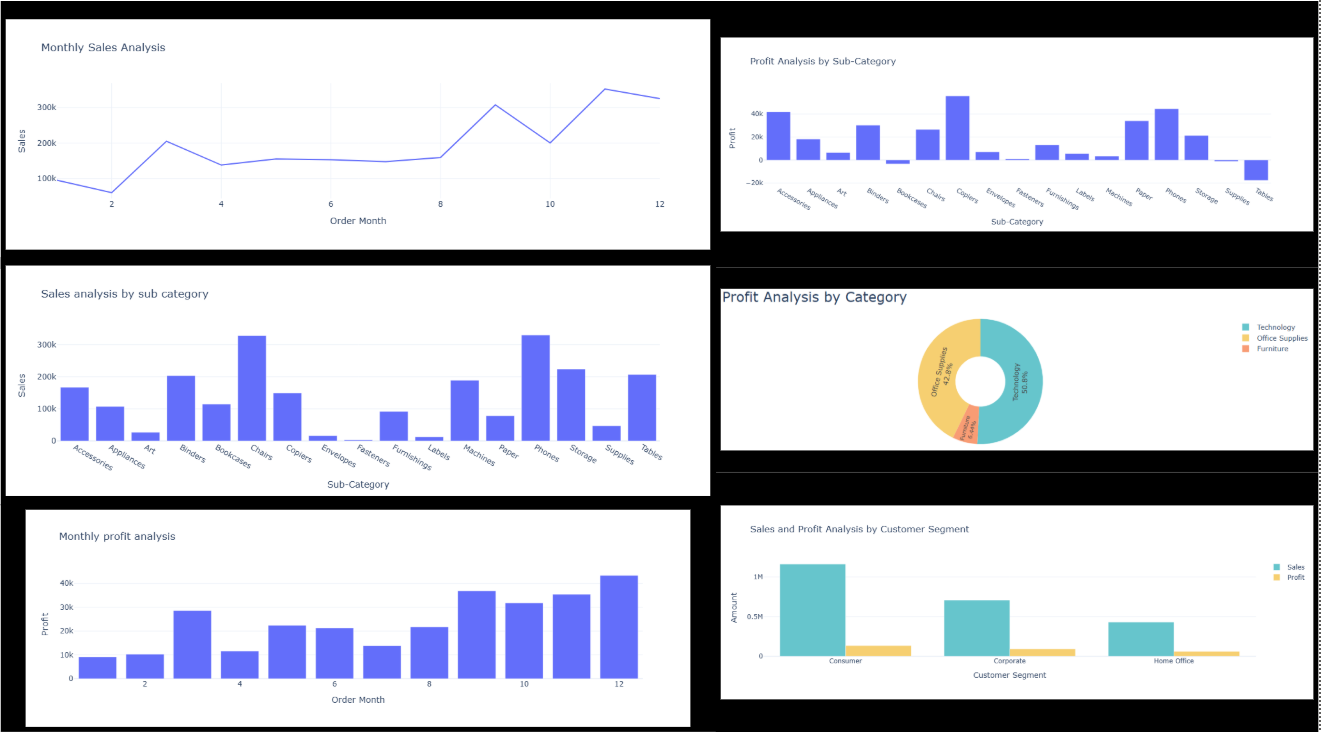 Monthly Sales Analysis
Sales
300k
200k
100k
2 4 6 8 10 12
Order Month
Sales analysis by sub category
Sales
300k
200k
100k
0
Accessories Appliances Art Binders Bookcases Chairs Copiers Envelopes Fasteners Furnishings Labels Machines Paper Phones Storage Supplies Tables
Sub-Category
Monthly profit analysis
Profit
40k
30k
20k
10k
0
2 4 6 8 10 12
Order Month
Profit Analysis by Sub-Category
Profit
40k
20k
0
−20k
Accessories Appliances Art Binders Bookcases Chairs Copiers Envelopes Fasteners Furnishings Labels Machines Paper Phones Storage Supplies Tables
Sub-Category
Profit Analysis by Category
Technology
50.8%
Office Supplies
42.8%
Furniture
6.44%
Technology
Office Supplies
Furniture
Sales and Profit Analysis by Customer Segment
Amount
1M
0.5M
0
Consumer Corporate Home Office
Customer Segment
Sales
Profit